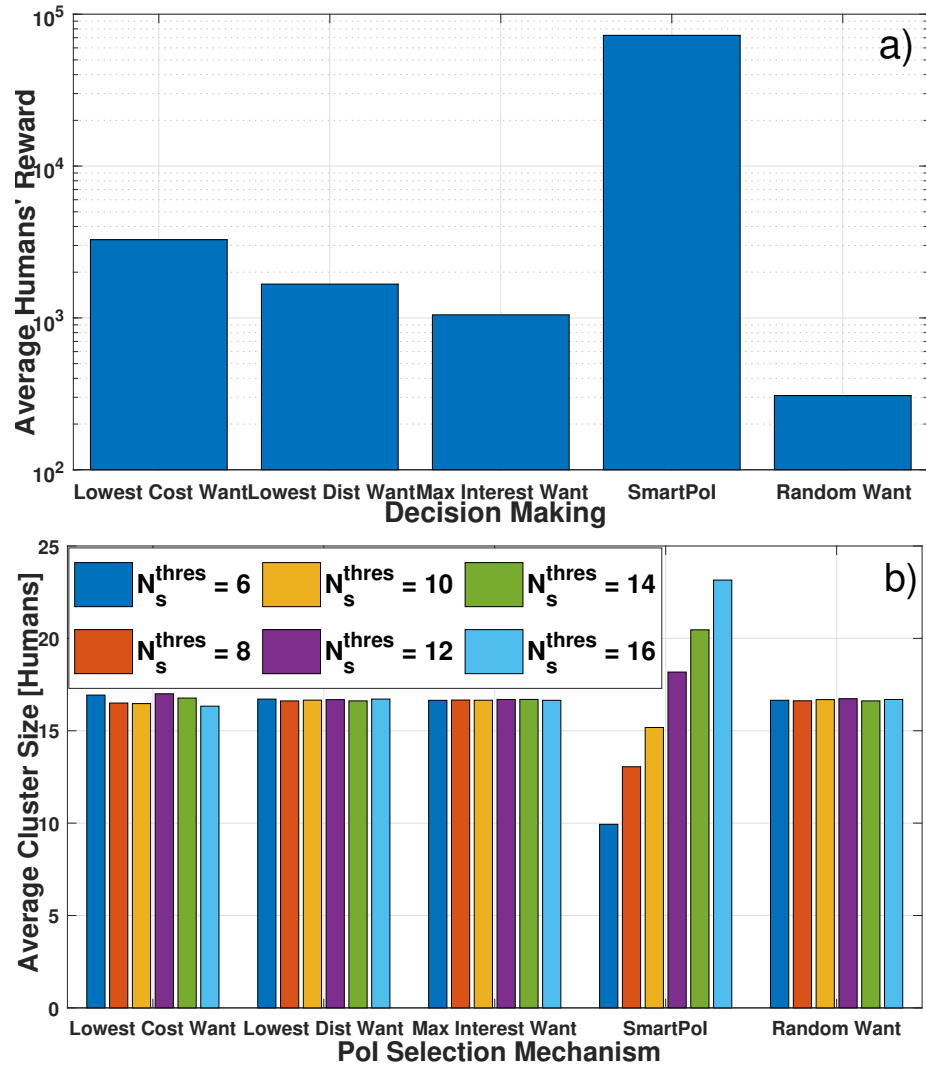 a)
Average Humans' Reward
10^5
10^4
10^3
10^2
Lowest Cost Want Lowest Dist Want Max Interest Want SmartPoI Random Want
Decision Making
b)
Average Cluster Size [Humans]
25
20
15
10
5
0
N_s^thres = 6 N_s^thres = 10 N_s^thres = 14
N_s^thres = 8 N_s^thres = 12 N_s^thres = 16
Lowest Cost Want Lowest Dist Want Max Interest Want SmartPoI Random Want
PoI Selection Mechanism